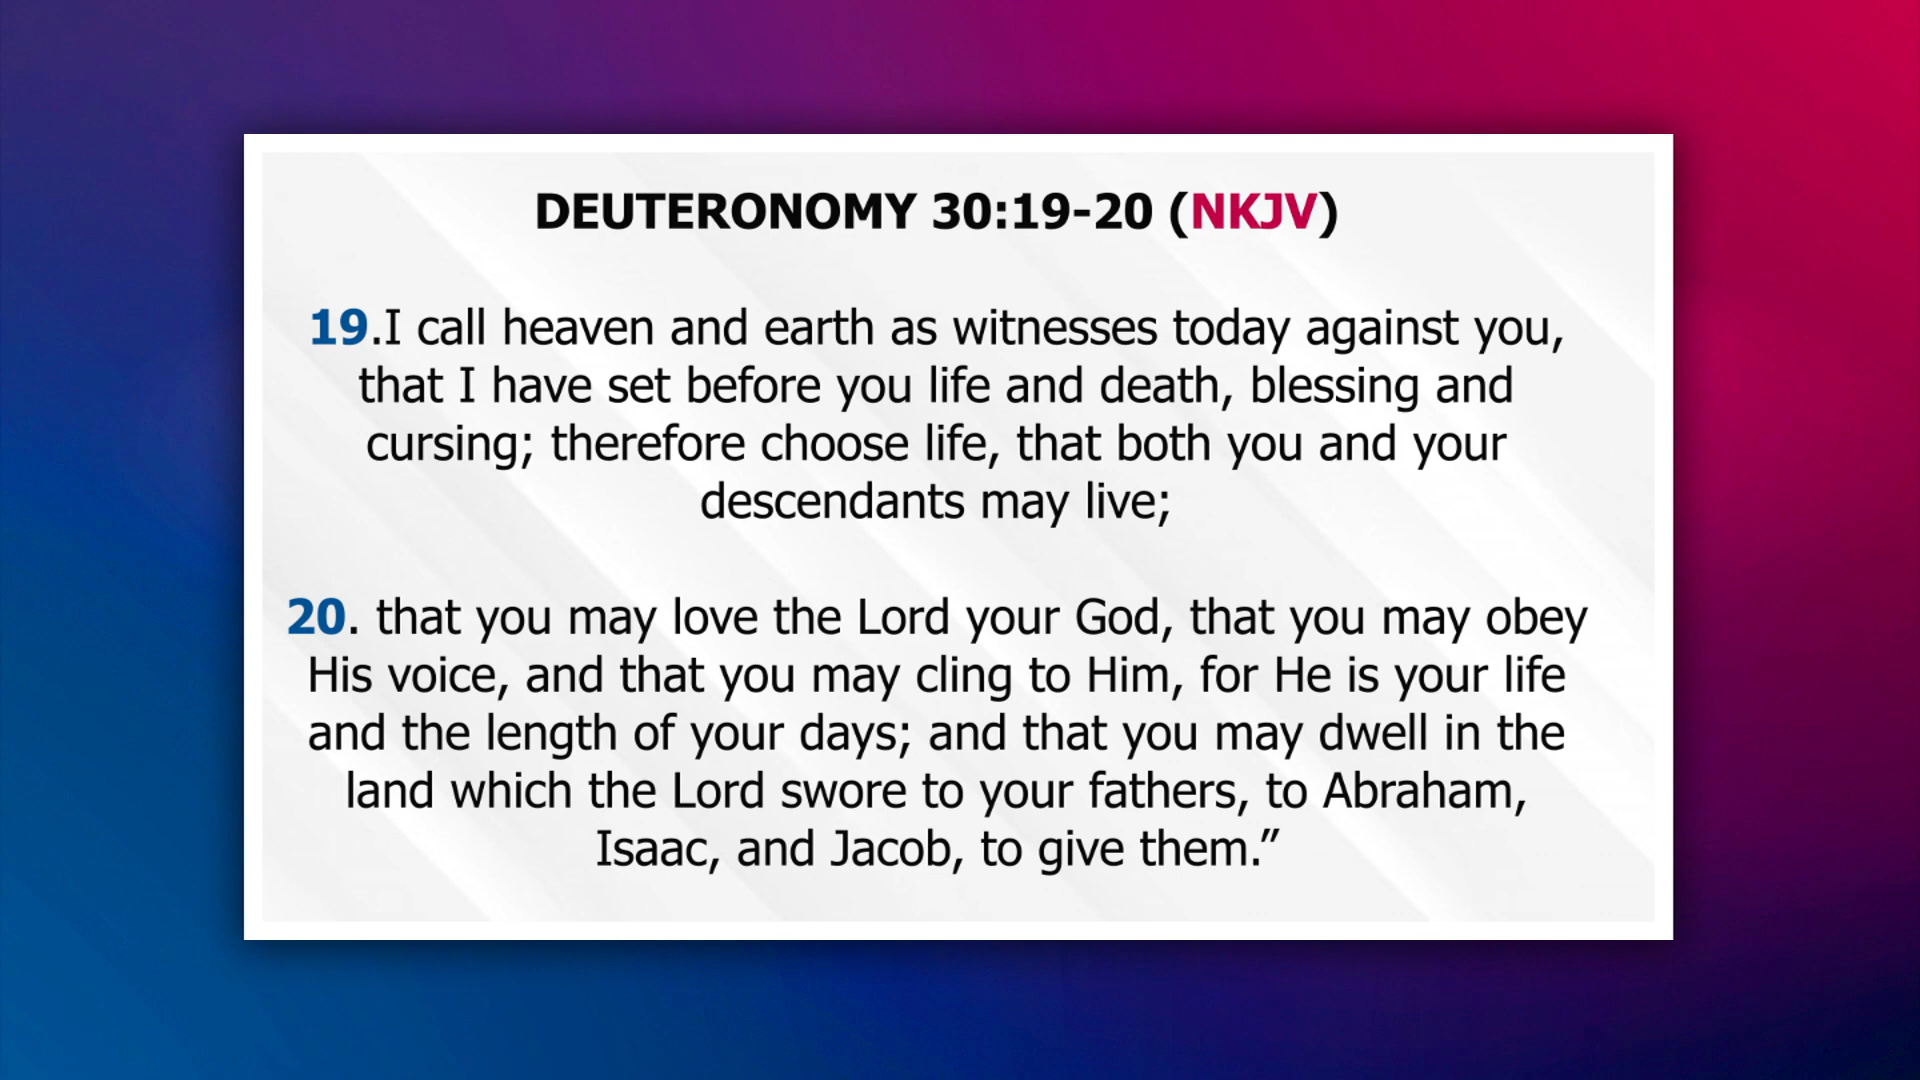 DEUTERONOMY 30:19-20 (NKJV)
19.I call heaven and earth as witnesses today against you,
that I have set before you life and death, blessing and
cursing; therefore choose life, that both you and your
descendants may live;
20. that you may love the Lord your God, that you may obey
His voice, and that you may cling to Him, for He is your life
and the length of your days; and that you may dwell in the
land which the Lord swore to your fathers, to Abraham,
Isaac, and Jacob, to give them.”